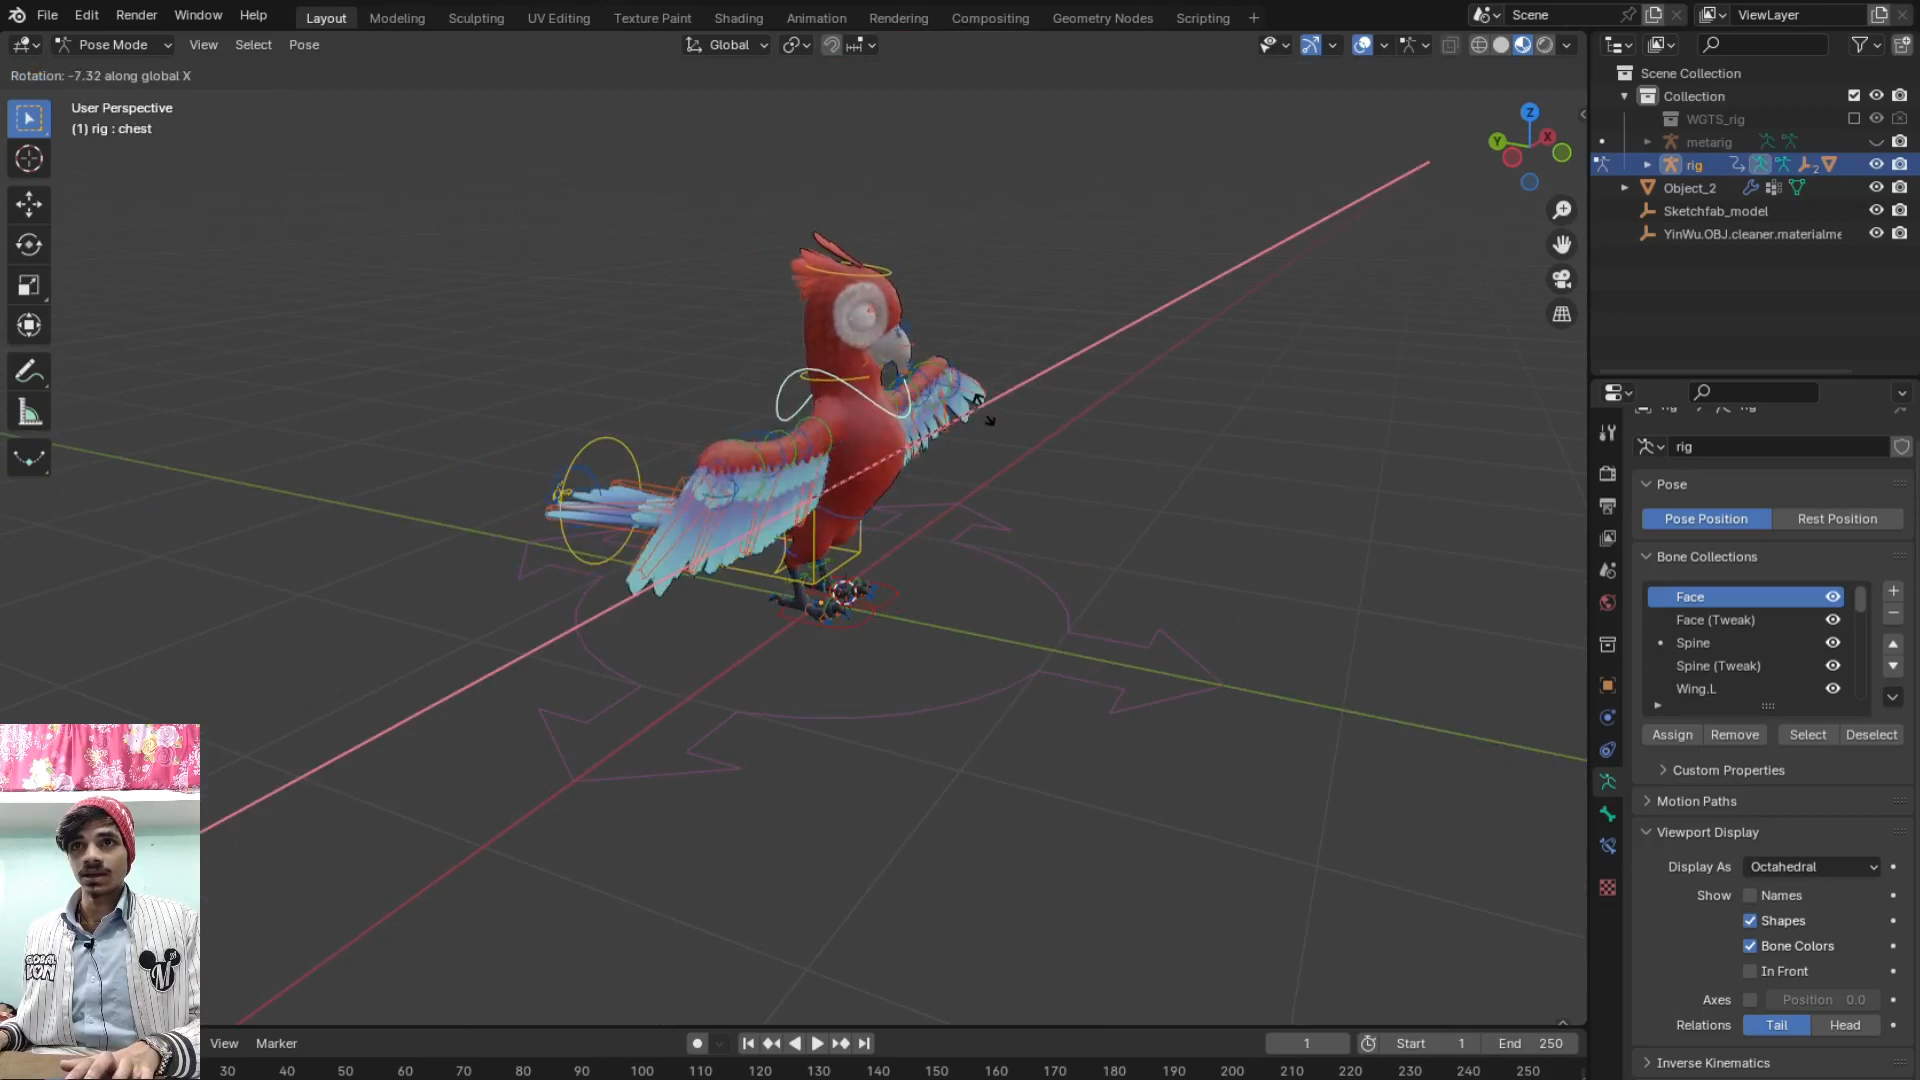 File Edit Render Window Help Layout Modeling Sculpting UV Editing Texture Paint Shading Animation Rendering Compositing Geometry Nodes Scripting + Scene ViewLayer
Pose Mode View Select Pose Global
Rotation: -7.32 along global X
User Perspective
(1) rig : chest
Z
Y
X
Scene Collection
Collection
WGTS_rig
metarig
rig 2
Object_2
Sketchfab_model
YinWu.OBJ.cleaner.materialme
rig
Pose
Pose Position Rest Position
Bone Collections
Face
Face (Tweak)
Spine
Spine (Tweak)
Wing.L
Assign Remove Select Deselect
Custom Properties
Motion Paths
Viewport Display
Display As Octahedral
Show Names
Shapes
Bone Colors
In Front
Axes Position 0.0
Relations Tail Head
Inverse Kinematics
GLOBAL
VON
M
View Marker 1 Start 1 End 250
30 40 50 60 70 80 90 100 110 120 130 140 150 160 170 180 190 200 210 220 230 240 250